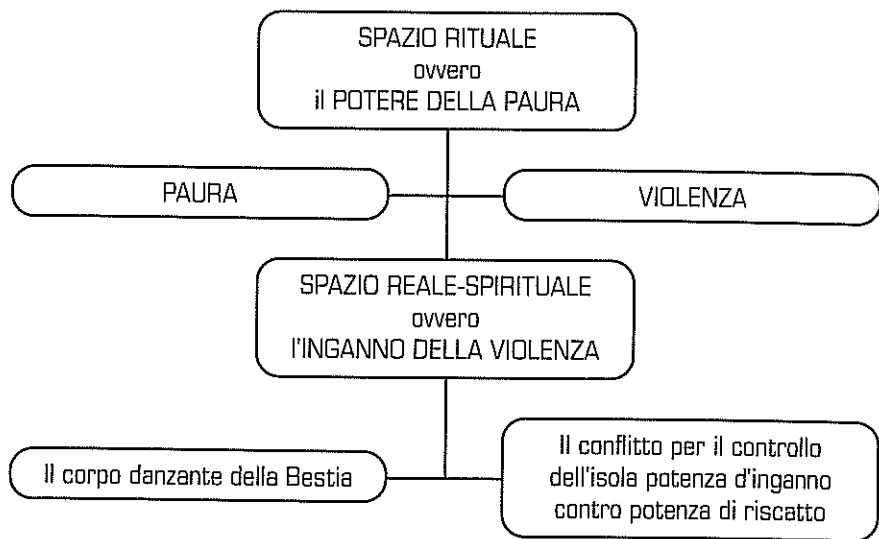 SPAZIO RITUALE
ovvero
il POTERE DELLA PAURA
PAURA
VIOLENZA
SPAZIO REALE-SPIRITUALE
ovvero
l'INGANNO DELLA VIOLENZA
Il corpo danzante della Bestia
Il conflitto per il controllo
dell'isola potenza d'inganno
contro potenza di riscatto